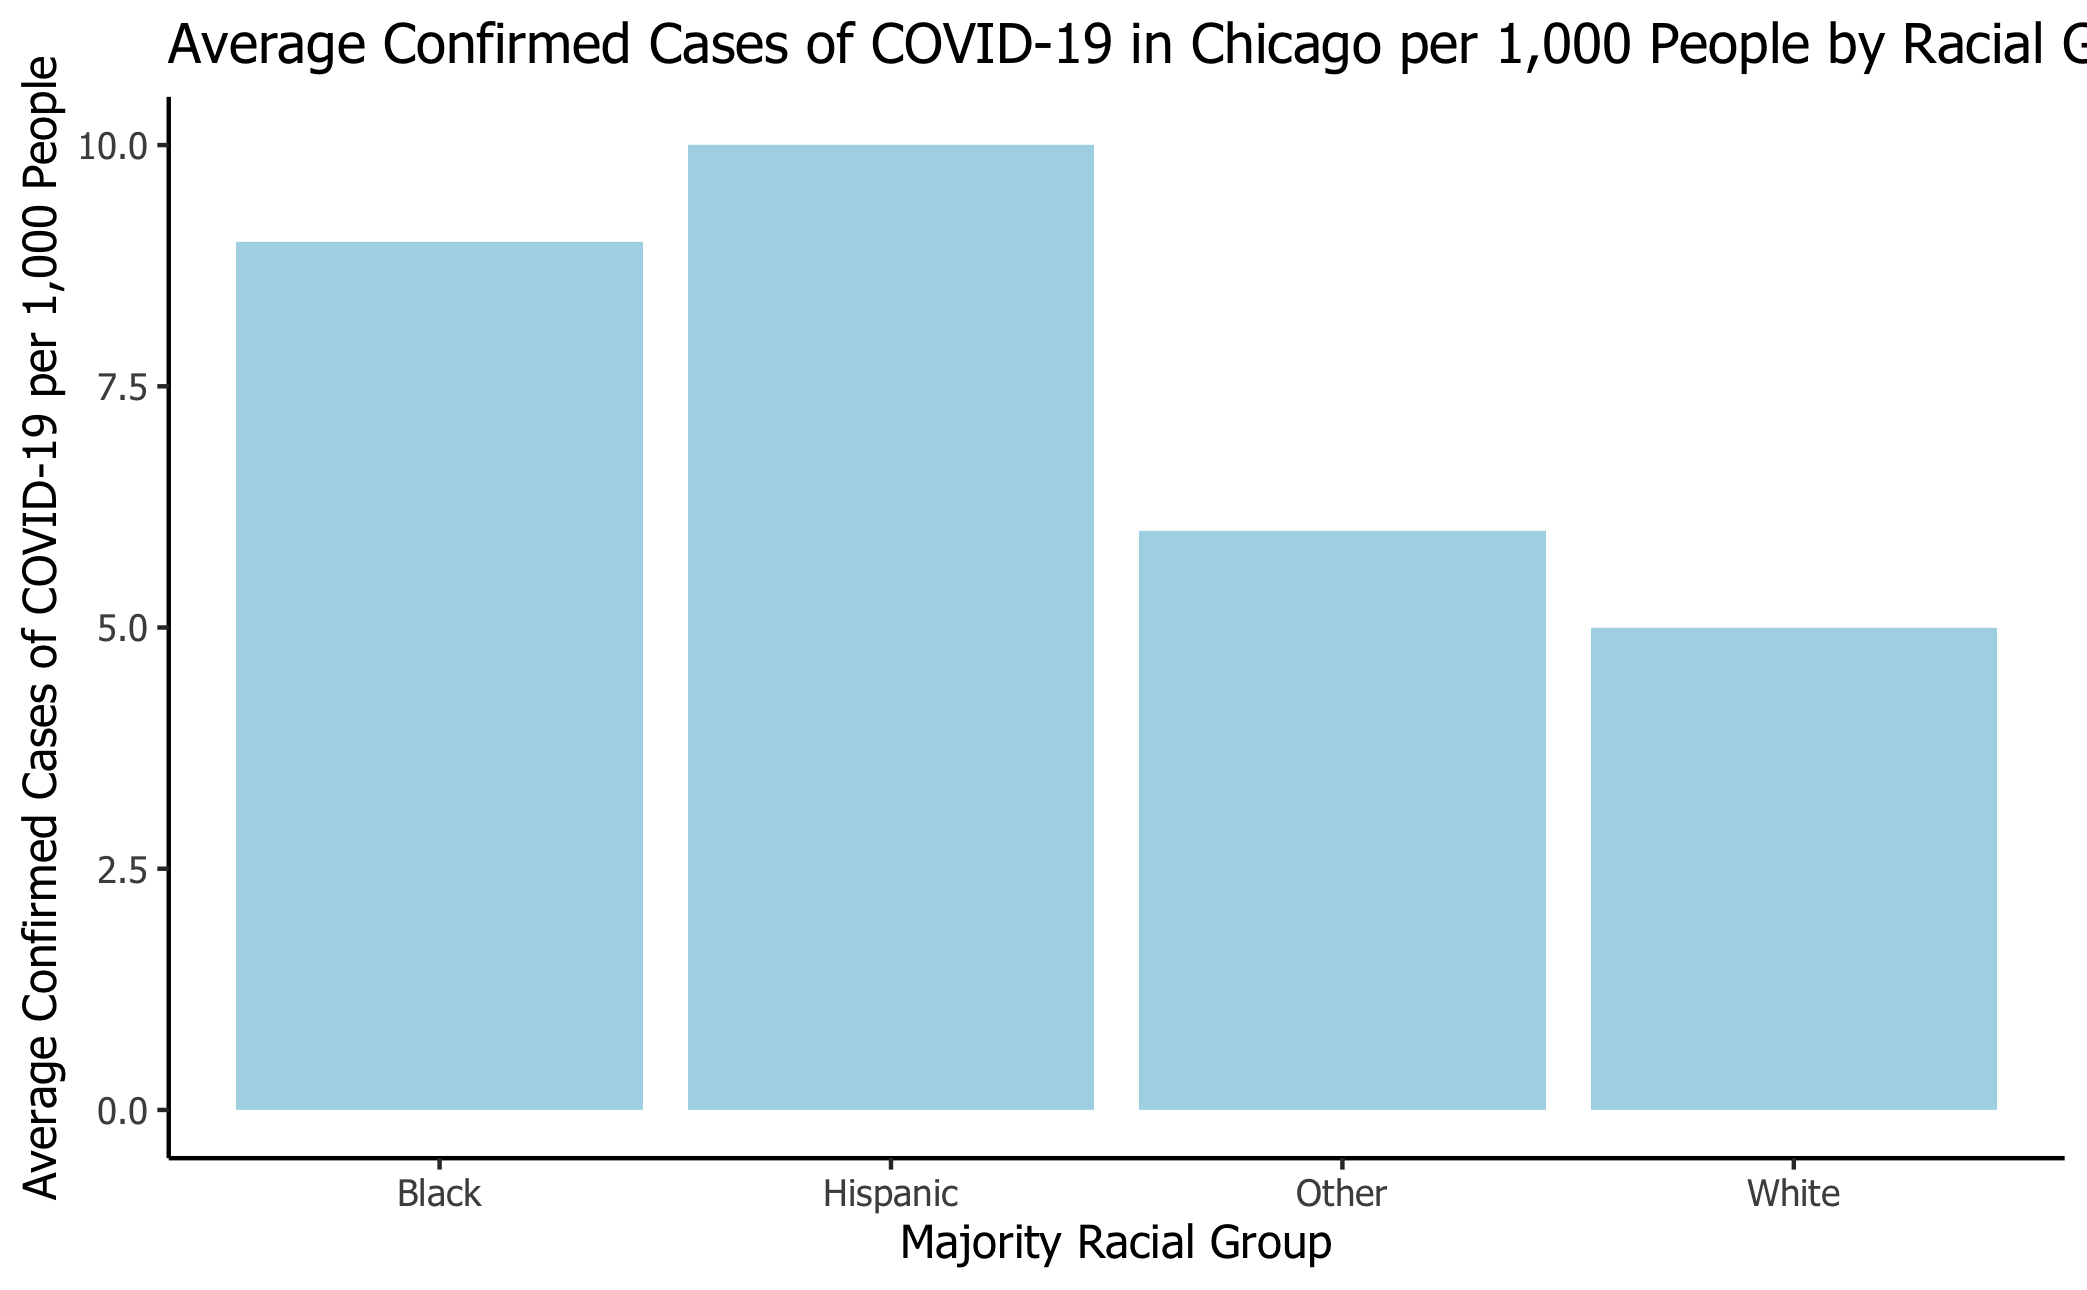 Average Confirmed Cases of COVID-19 in Chicago per 1,000 People by Racial G
Average Confirmed Cases of COVID-19 per 1,000 People
10.0
7.5
5.0
2.5
0.0
Black Hispanic Other White
Majority Racial Group